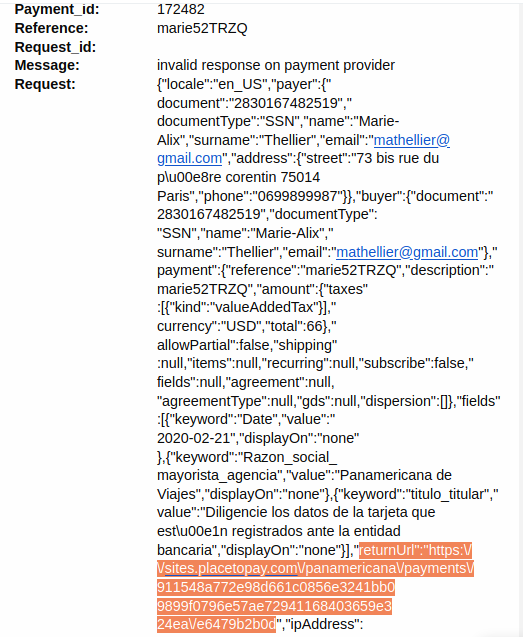 Payment_id: 172482
Reference: marie52TRZQ
Request_id:
Message: invalid response on payment provider
Request: {"locale":"en_US","payer":{"
document":"2830167482519","
documentType":"SSN","name":"Marie-
Alix","surname":"Thellier","email":"mathellier@
gmail.com","address":{"street":"73 bis rue du
p\u00e8re corentin 75014
Paris","phone":"0699899987"}},"buyer":{"document":"
2830167482519","documentType":
"SSN","name":"Marie-Alix","
surname":"Thellier","email":"mathellier@gmail.com"},"
payment":{"reference":"marie52TRZQ","description":"
marie52TRZQ","amount":{"taxes"
:[{"kind":"valueAddedTax"}],"
currency":"USD","total":66},"
allowPartial":false,"shipping"
:null,"items":null,"recurring":null,"subscribe":false,"
fields":null,"agreement":null,
"agreementType":null,"gds":null,"dispersion":[]},"fields"
:[{"keyword":"Date","value":"
2020-02-21","displayOn":"none"
},{"keyword":"Razon_social_
mayorista_agencia","value":"Panamericana de
Viajes","displayOn":"none"},{"keyword":"titulo_titular","
value":"Diligencie los datos de la tarjeta que
est\u00e1n registrados ante la entidad
bancaria","displayOn":"none"}],"returnUrl":"https:\/
\/sites.placetopay.com\/panamericana\/payments\/
911548a772e98d661c0856e3241bb0
9899f0796e57ae72941168403659e3
24ea\/e6479b2b0d","ipAddress":